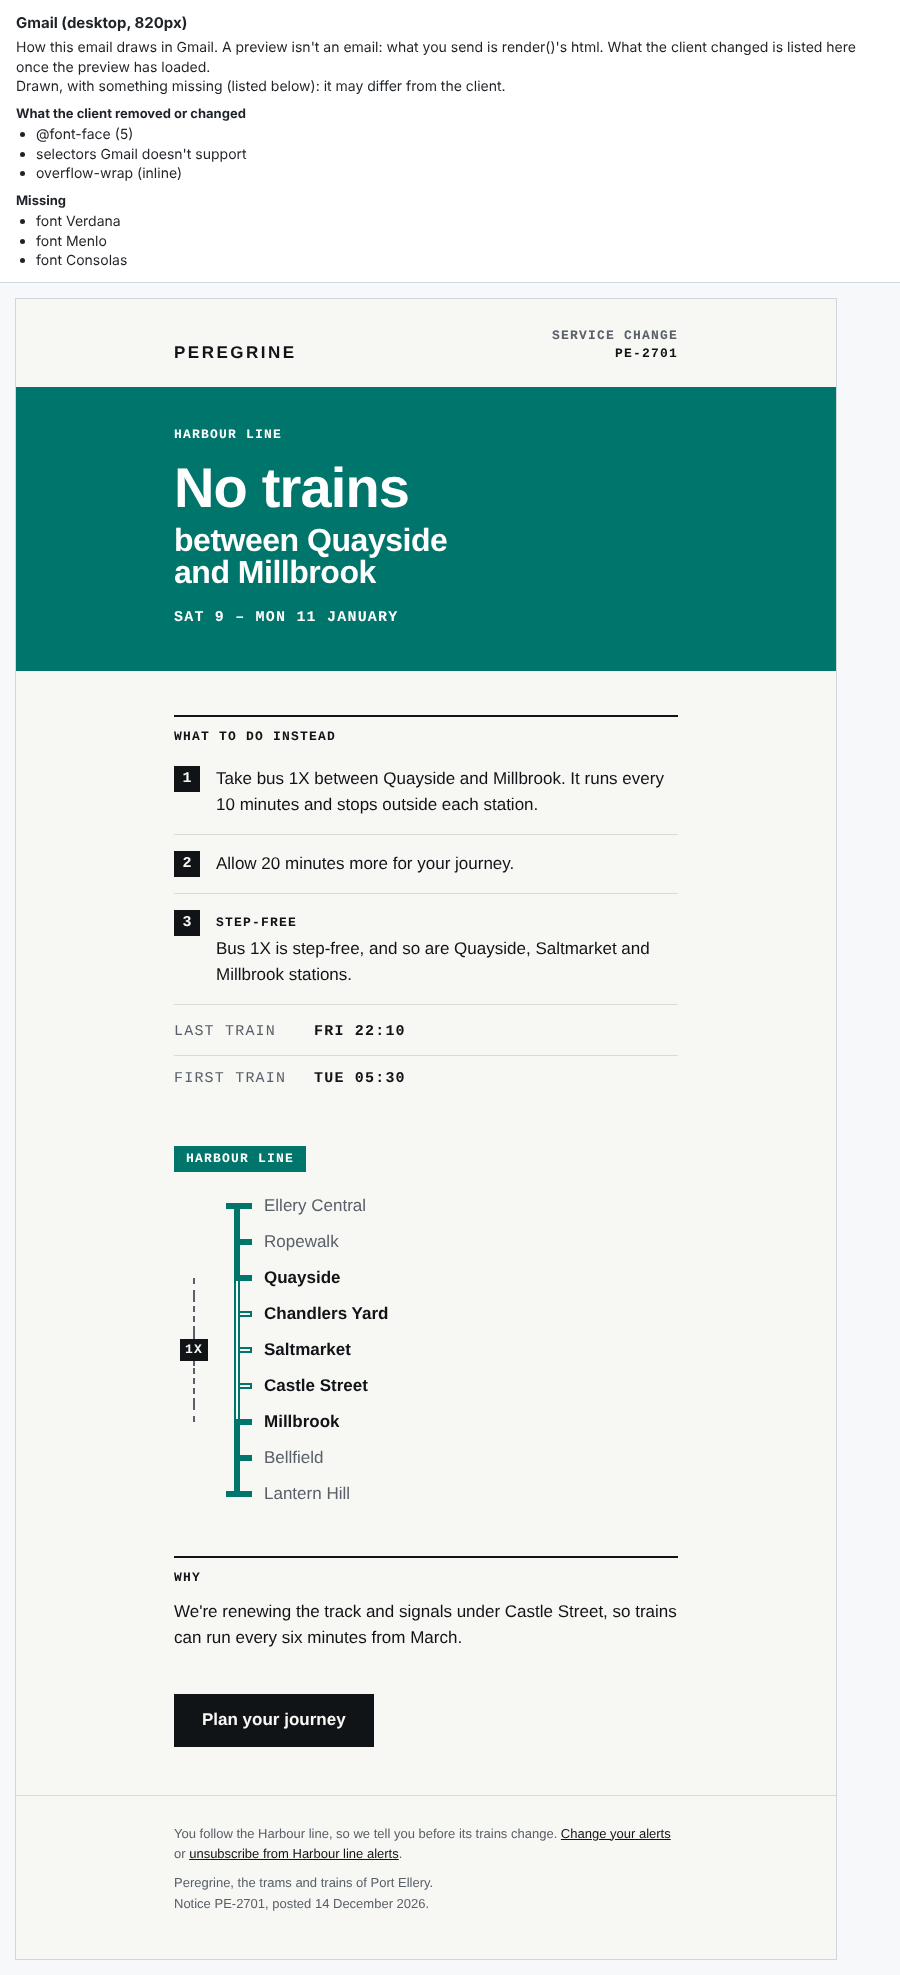 Gmail (desktop, 820px)
How this email draws in Gmail. A preview isn't an email: what you send is render()'s html. What the client changed is listed here
once the preview has loaded.
Drawn, with something missing (listed below): it may differ from the client.
What the client removed or changed
@font-face (5)
selectors Gmail doesn't support
overflow-wrap (inline)
Missing
font Verdana
font Menlo
font Consolas
SERVICE CHANGE
PEREGRINE
PE-2701
HARBOUR LINE
No trains
between Quayside
and Millbrook
SAT 9 – MON 11 JANUARY
WHAT TO DO INSTEAD
1 Take bus 1X between Quayside and Millbrook. It runs every
10 minutes and stops outside each station.
2 Allow 20 minutes more for your journey.
3 STEP-FREE
Bus 1X is step-free, and so are Quayside, Saltmarket and
Millbrook stations.
LAST TRAIN FRI 22:10
FIRST TRAIN TUE 05:30
HARBOUR LINE
Ellery Central
Ropewalk
Quayside
Chandlers Yard
1X Saltmarket
Castle Street
Millbrook
Bellfield
Lantern Hill
WHY
We're renewing the track and signals under Castle Street, so trains
can run every six minutes from March.
Plan your journey
You follow the Harbour line, so we tell you before its trains change. Change your alerts
or unsubscribe from Harbour line alerts.
Peregrine, the trams and trains of Port Ellery.
Notice PE-2701, posted 14 December 2026.